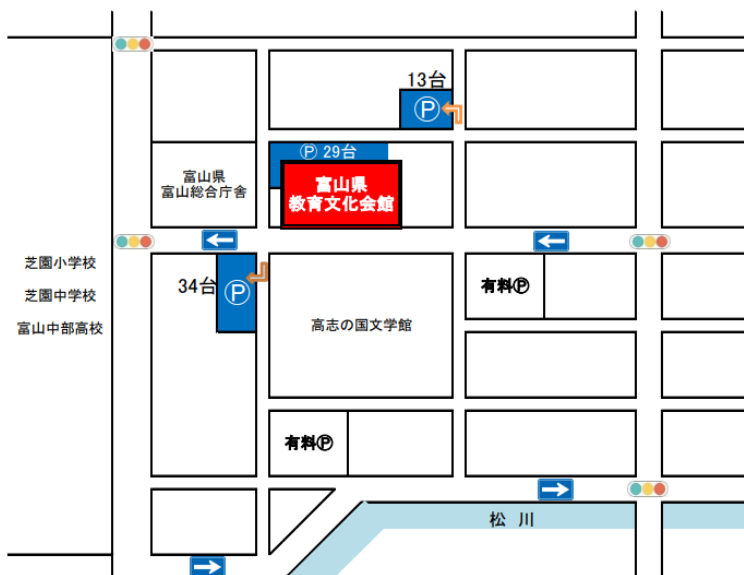 13台
Ⓟ
Ⓟ 29台
富山県
富山総合庁舎
富山県
教育文化会館
芝園小学校
芝園中学校
富山中部高校
34台
Ⓟ
有料Ⓟ
高志の国文学館
有料Ⓟ
松 川